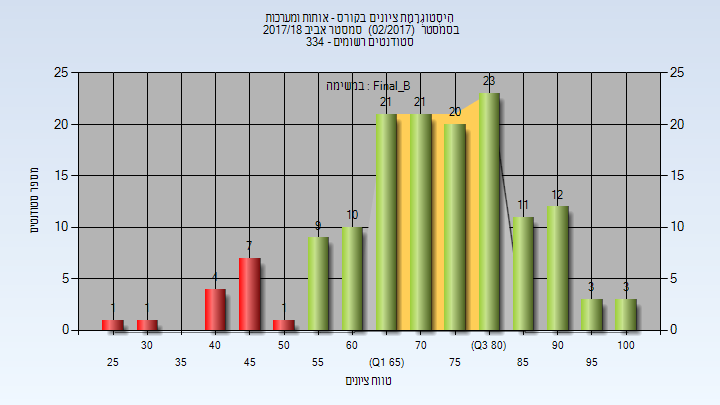 היסטוגרמת ציונים בקורס - אותות ומערכות
בסמסטר (02/2017) סמסטר אביב 2017/18
סטודנטים רשומים - 334
במשימה : Final_B
25 25
20 20
15 15
10 10
5 5
0 0
מספר סטודנטים
1 1 4 7 1 9 10 21 21 20 23 11 12 3 3
30 40 50 60 70 (Q3 80) 90 100
25 35 45 55 (Q1 65) 75 85 95
טווח ציונים